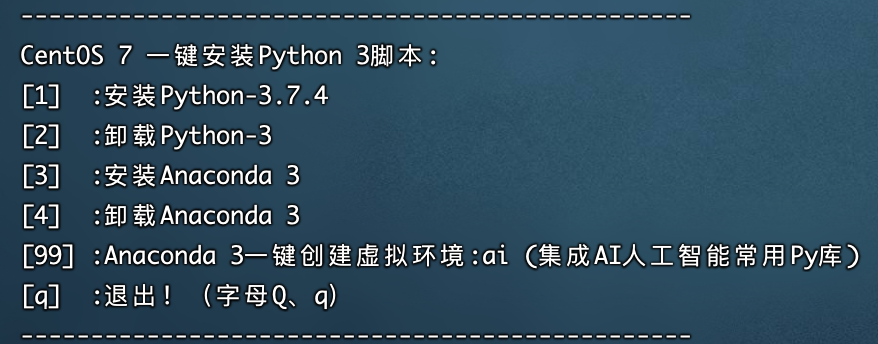 ------------------------------------------------
CentOS 7 一键安装Python 3脚本:
[1]  :安装Python-3.7.4
[2]  :卸载Python-3
[3]  :安装Anaconda 3
[4]  :卸载Anaconda 3
[99] :Anaconda 3一键创建虚拟环境:ai (集成AI人工智能常用Py库)
[q]  :退出! (字母Q、q)
------------------------------------------------